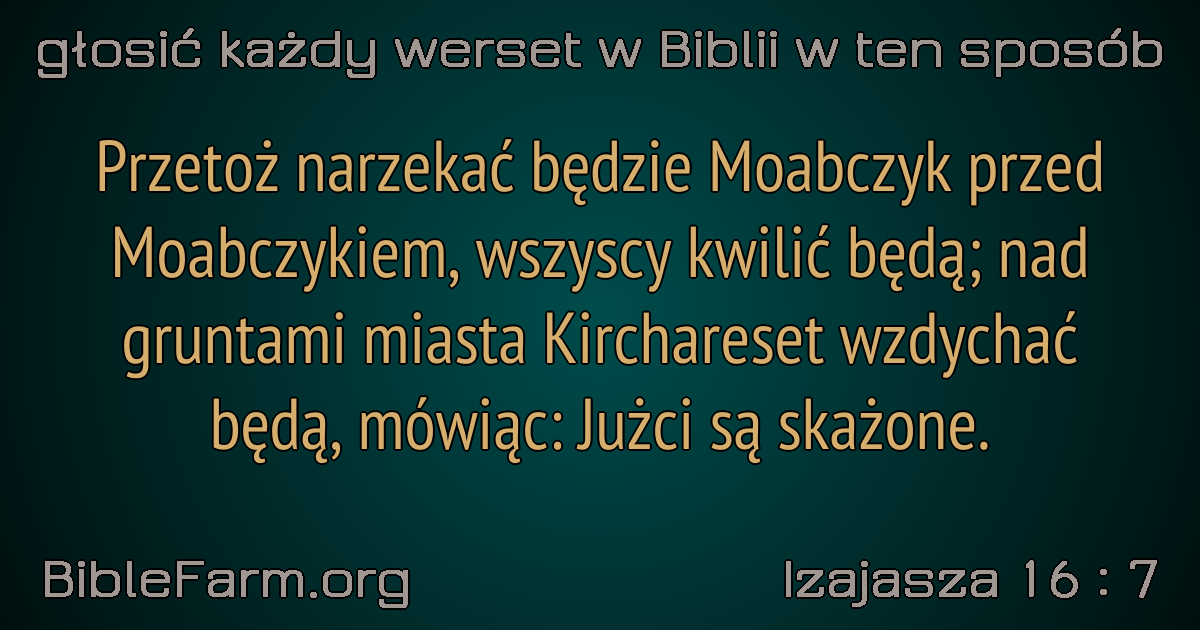 głosić każdy werset w Biblii w ten sposób
Przetoż narzekać będzie Moabczyk przed
Moabczykiem, wszyscy kwilić będą; nad
gruntami miasta Kirchareset wzdychać
będą, mówiąc: Jużci są skażone.
BibleFarm.org
Izajasza 16 : 7